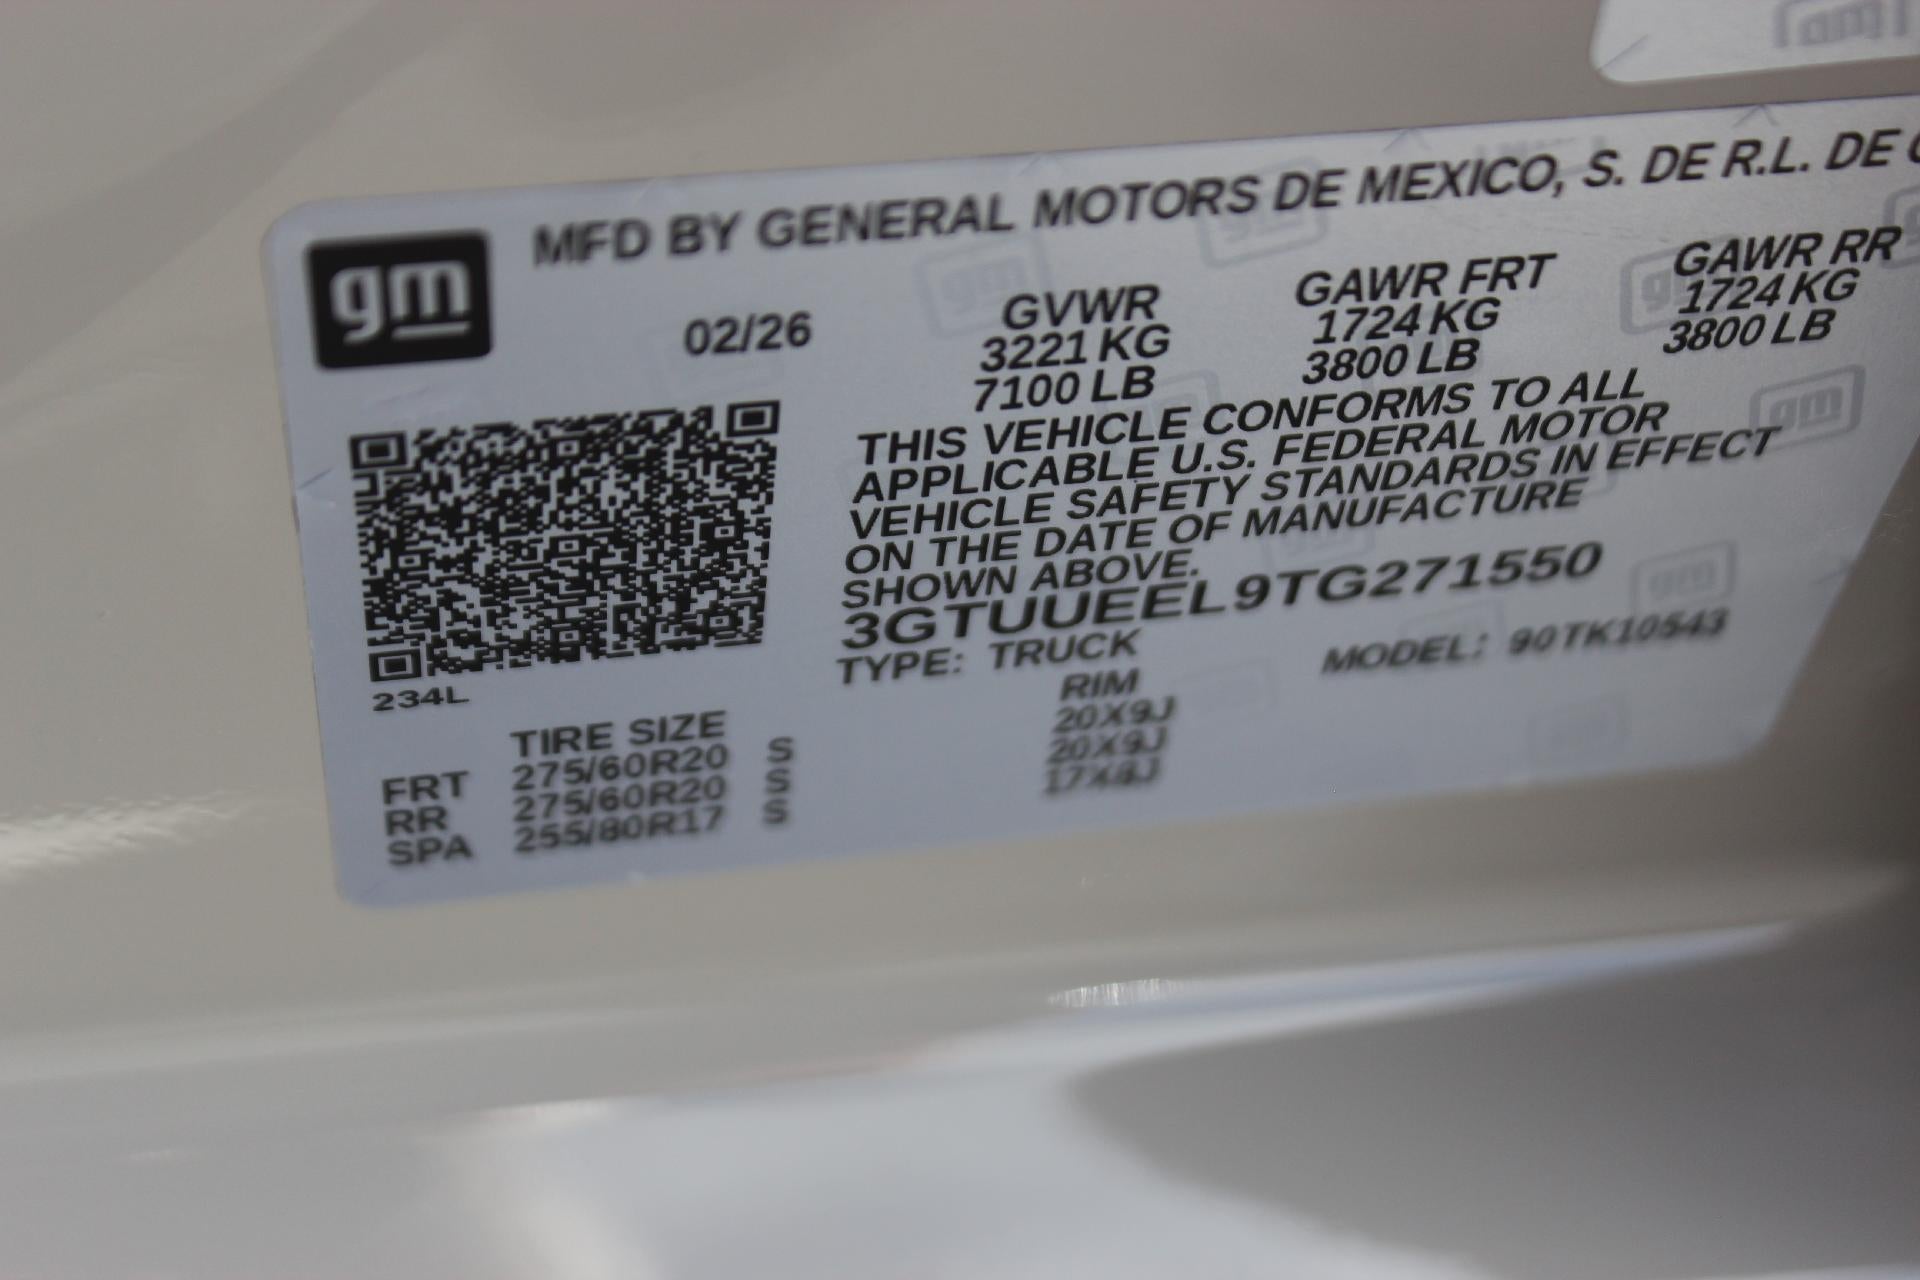 gm
MFD BY GENERAL MOTORS DE MEXICO, S. DE R.L. DE
02/26
GVWR GAWR FRT GAWR RR
3221 KG 1724 KG 1724 KG
7100 LB 3800 LB 3800 LB
THIS VEHICLE CONFORMS TO ALL
APPLICABLE U.S. FEDERAL MOTOR
VEHICLE SAFETY STANDARDS IN EFFECT
ON THE DATE OF MANUFACTURE
SHOWN ABOVE.
3GTUUEEL9TG271550
TYPE: TRUCK MODEL: 90TK10543
234L
TIRE SIZE RIM
FRT 275/60R20 S 20X9J
RR 275/60R20 S 20X9J
SPA 255/80R17 S 17X8J